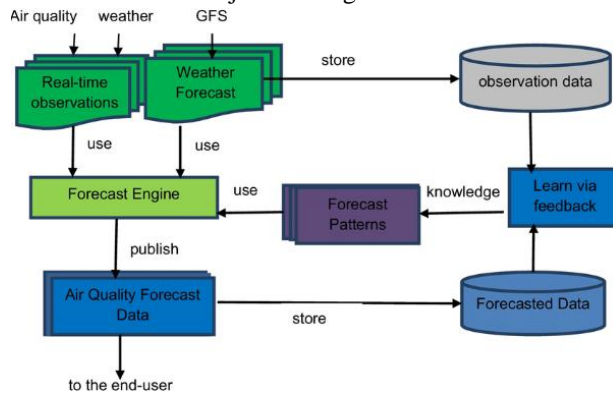 Air quality weather GFS
Real-time
observations
Weather
Forecast
store
observation data
use
use
Forecast Engine
use
Forecast
Patterns
knowledge
Learn via
feedback
publish
Air Quality Forecast
Data
store
Forecasted Data
to the end-user